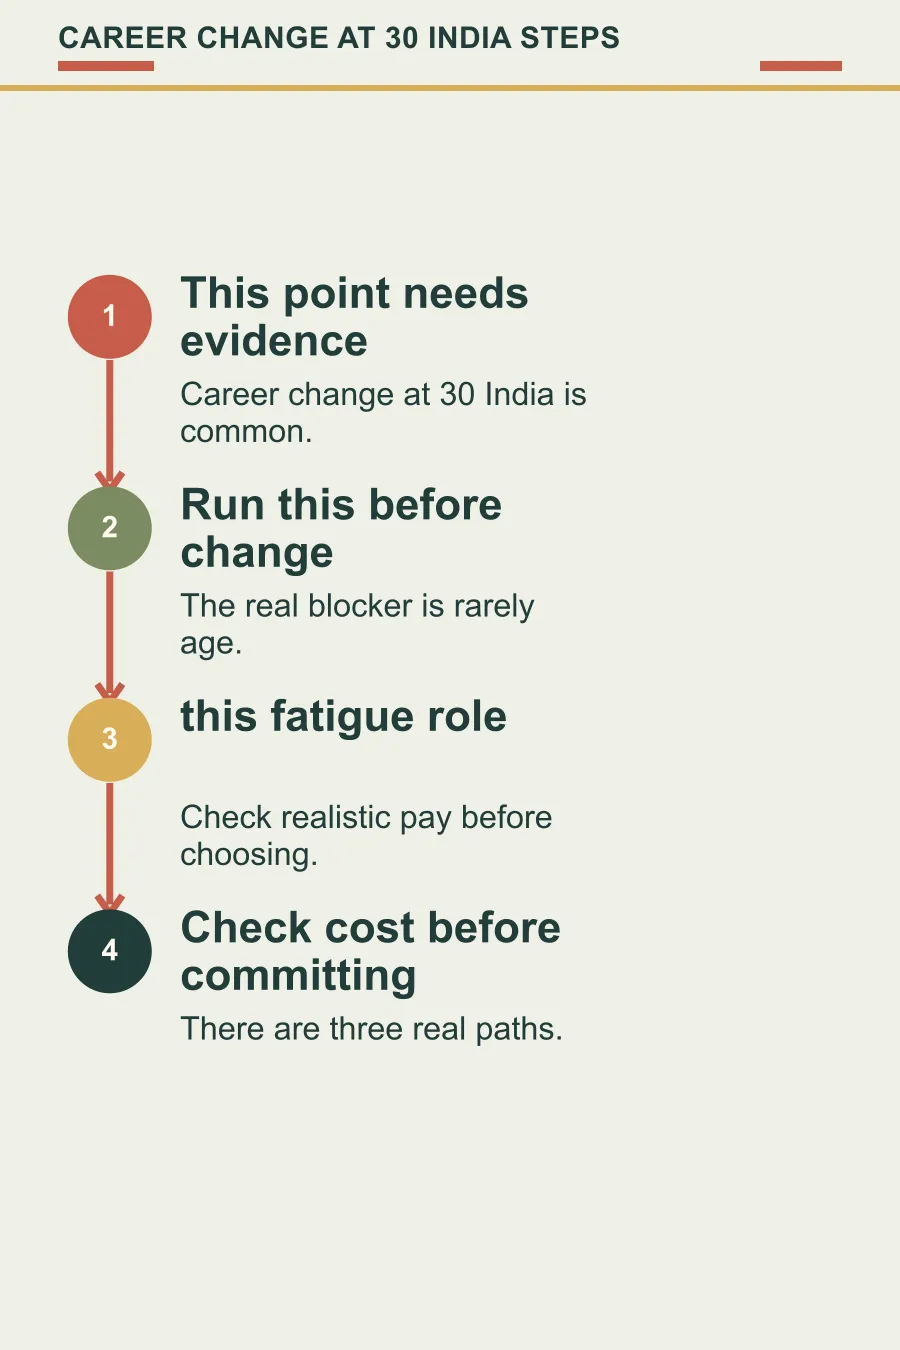 CAREER CHANGE AT 30 INDIA STEPS
1
This point needs
evidence
Career change at 30 India is
common.
2
Run this before
change
The real blocker is rarely
age.
3
this fatigue role
Check realistic pay before
choosing.
4
Check cost before
committing
There are three real paths.